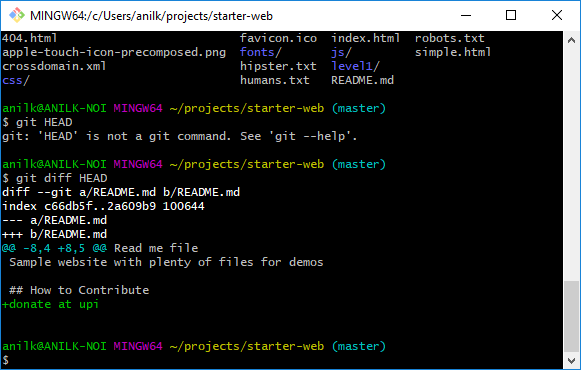 MINGW64:/c/Users/anilk/projects/starter-web
404.html favicon.ico index.html robots.txt
apple-touch-icon-precomposed.png fonts/ js/ simple.html
crossdomain.xml hipster.txt level1/
css/ humans.txt README.md
anilk@ANILK-NOI MINGW64 ~/projects/starter-web (master)
$ git HEAD
git: 'HEAD' is not a git command. See 'git --help'.
anilk@ANILK-NOI MINGW64 ~/projects/starter-web (master)
$ git diff HEAD
diff --git a/README.md b/README.md
index c66db5f..2a609b9 100644
--- a/README.md
+++ b/README.md
@@ -8,4 +8,5 @@ Read me file
Sample website with plenty of files for demos
## How to Contribute
+donate at upi
anilk@ANILK-NOI MINGW64 ~/projects/starter-web (master)
$